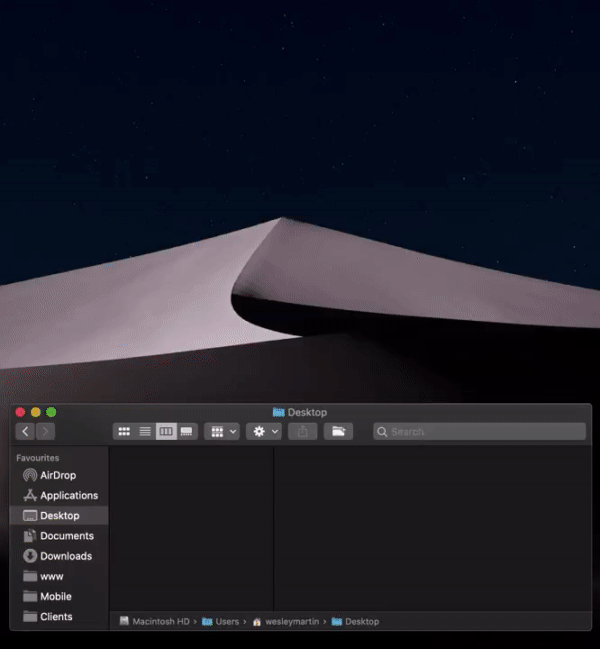 Desktop
Search
Favourites
AirDrop
Applications
Desktop
Documents
Downloads
www
Mobile
Clients
Macintosh HD › Users › wesleymartin › Desktop